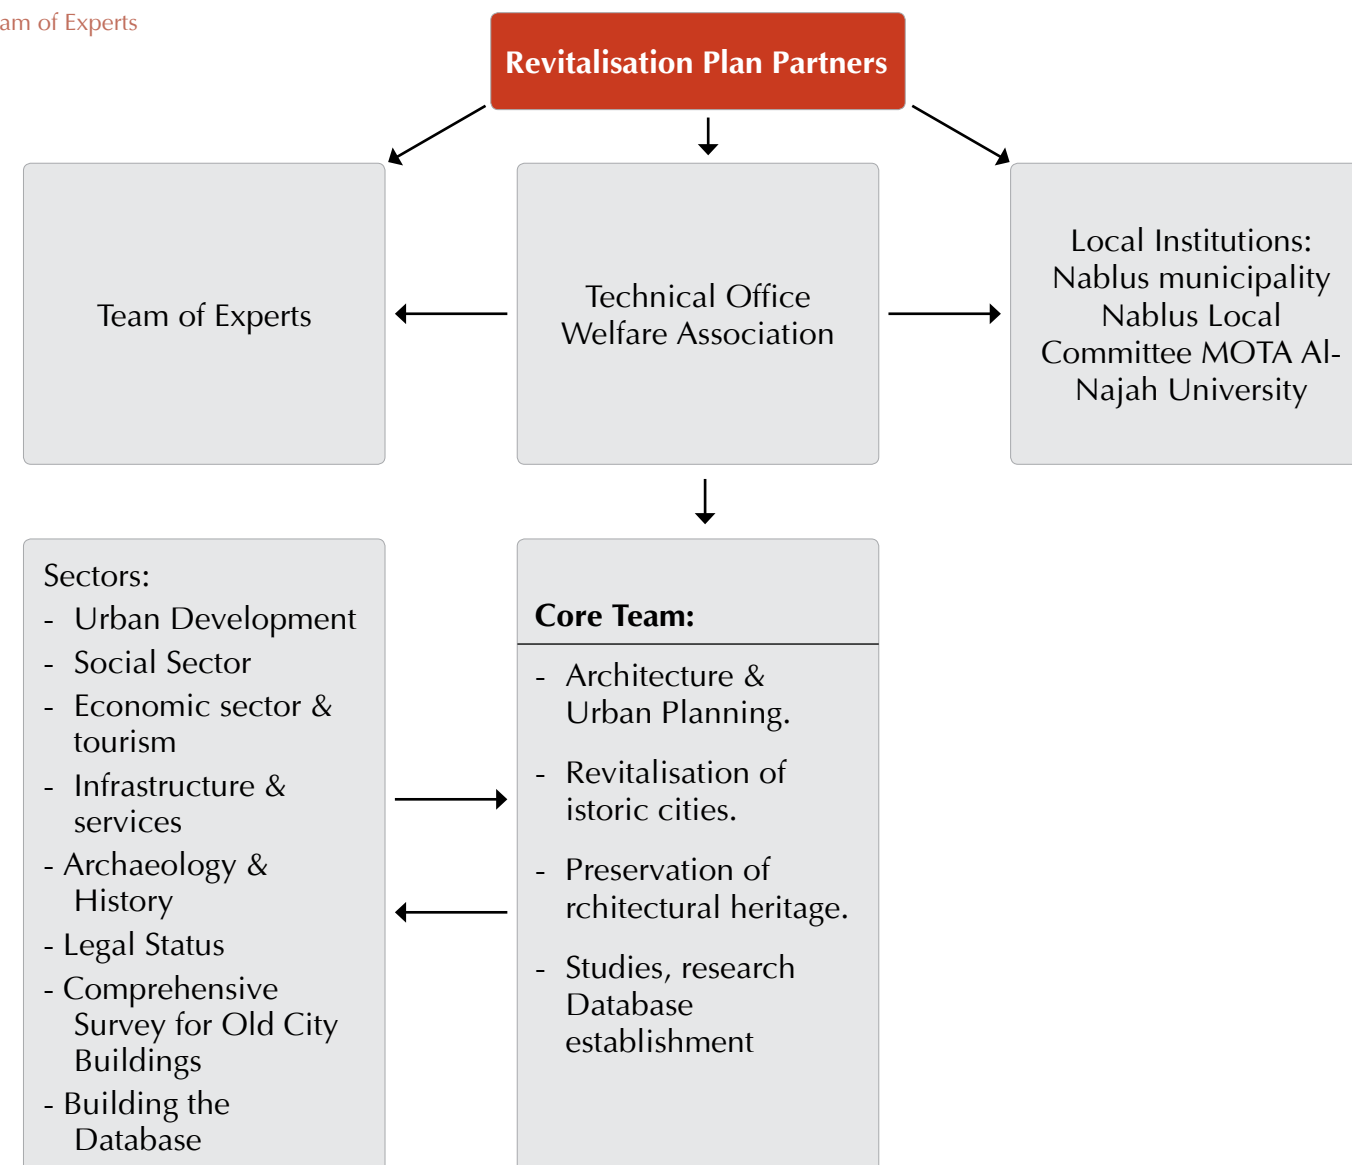 am of Experts
Revitalisation Plan Partners
Team of Experts
Technical Office
Welfare Association
Local Institutions:
Nablus municipality
Nablus Local
Committee MOTA Al-
Najah University
Sectors:
- Urban Development
- Social Sector
- Economic sector &
tourism
- Infrastructure &
services
- Archaeology &
History
- Legal Status
- Comprehensive
Survey for Old City
Buildings
- Building the
Database
Core Team:
- Architecture &
Urban Planning.
- Revitalisation of
istoric cities.
- Preservation of
rchitectural heritage.
- Studies, research
Database
establishment